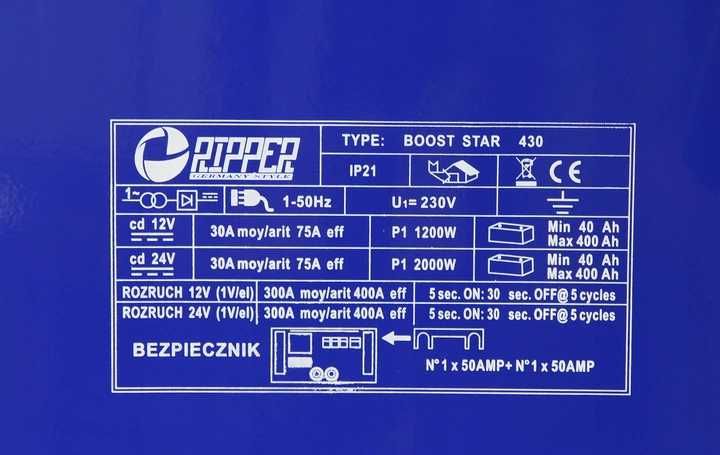 RIPPER
GERMANY STYLE
TYPE: BOOST STAR 430
IP21
CE
1~
1-50Hz
U1= 230V
cd 12V
30A moy/arit 75A eff
P1 1200W
Min 40 Ah
Max 400 Ah
cd 24V
30A moy/arit 75A eff
P1 2000W
Min 40 Ah
Max 400 Ah
ROZRUCH 12V (1V/el) 300A moy/arit 400A eff 5 sec. ON: 30 sec. OFF@ 5 cycles
ROZRUCH 24V (1V/el) 300A moy/arit 400A eff 5 sec. ON: 30 sec. OFF@ 5 cycles
BEZPIECZNIK
N°1 x 50AMP+ N°1 x 50AMP